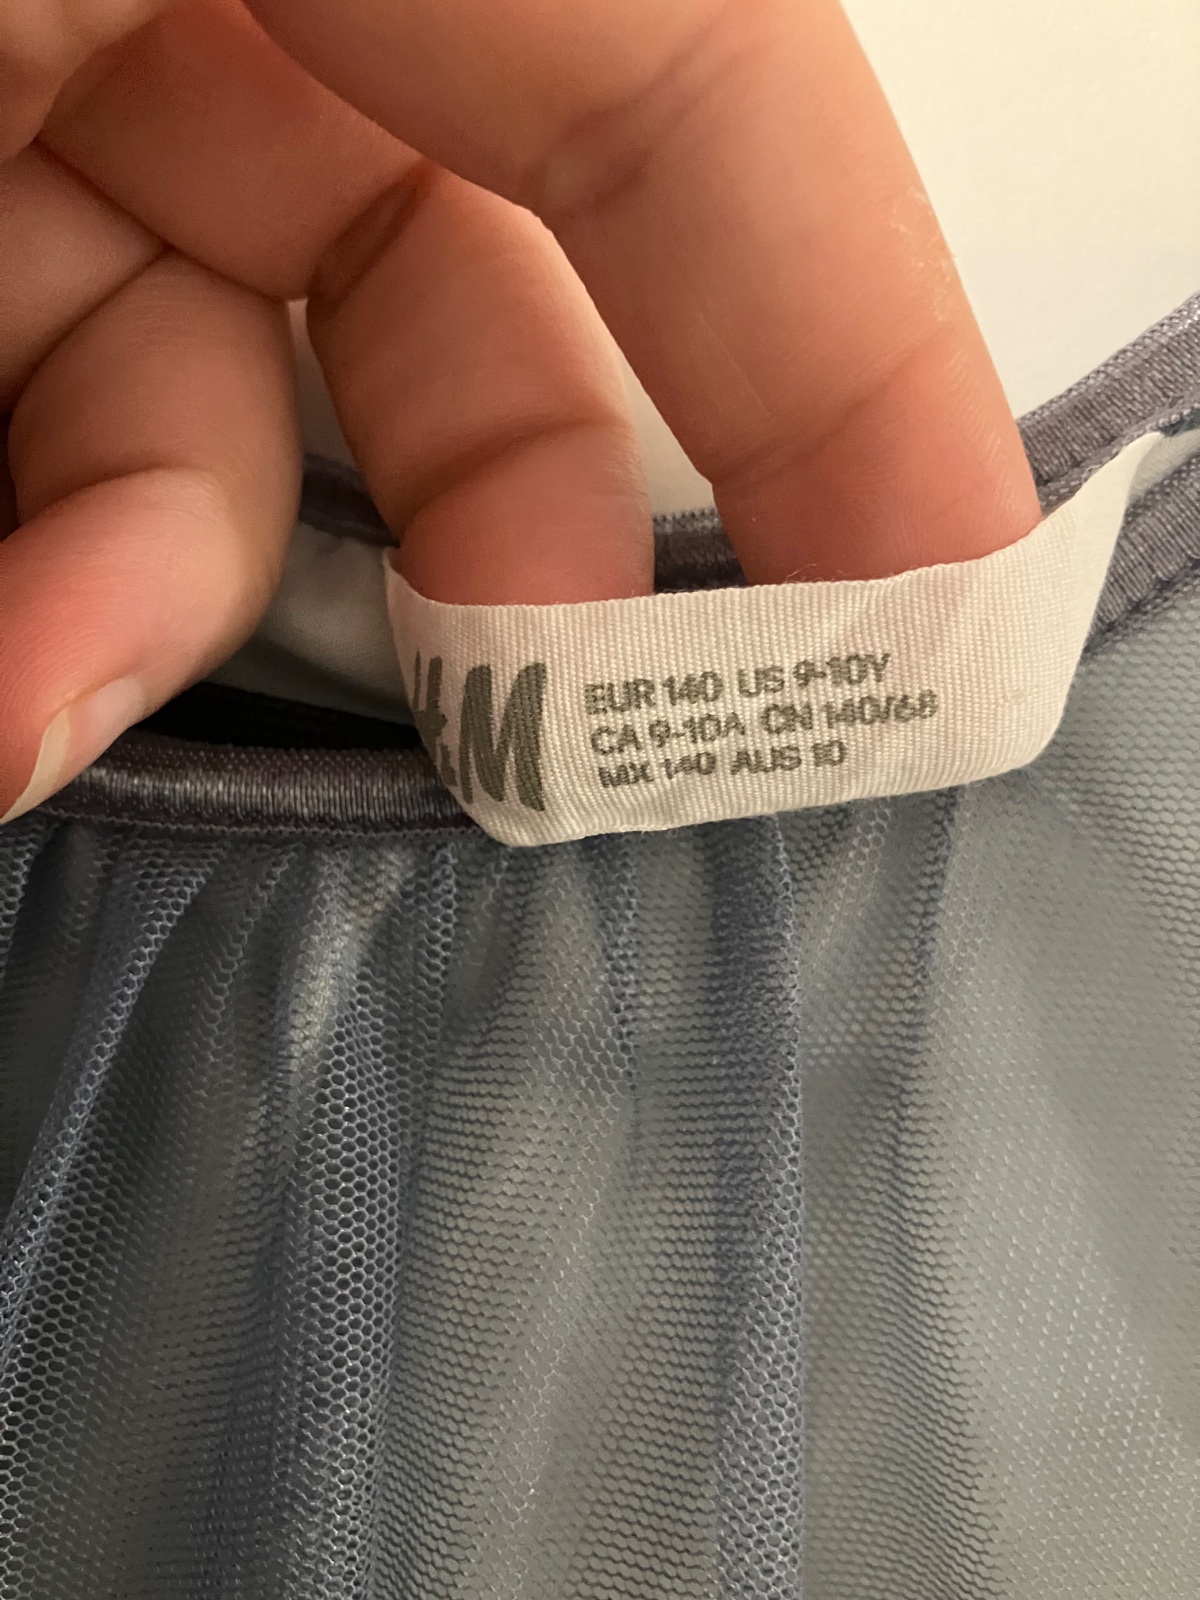 H&M
EUR 140 US 9-10Y
CA 9-10A CN 140/68
MX 140 AUS 10